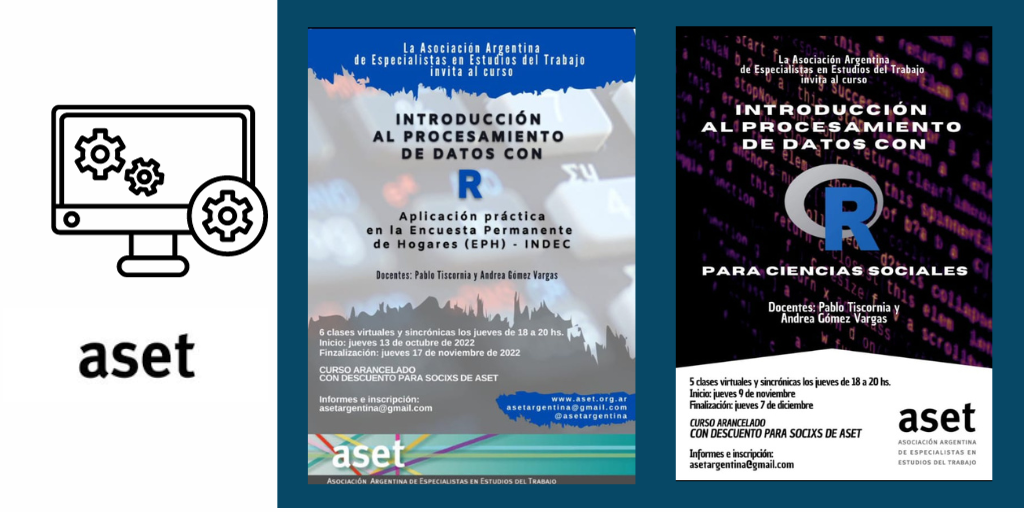 aset
La Asociación Argentina
de Especialistas en Estudios del Trabajo
invita al curso
INTRODUCCIÓN
AL PROCESAMIENTO
DE DATOS CON
R
Aplicación práctica
en la Encuesta Permanente
de Hogares (EPH) - INDEC
Docentes: Pablo Tiscornia y Andrea Gómez Vargas
6 clases virtuales y sincrónicas los jueves de 18 a 20 hs.
Inicio: jueves 13 de octubre de 2022
Finzalización: jueves 17 de noviembre de 2022
CURSO ARANCELADO
CON DESCUENTO PARA SOCIXS DE ASET
Informes e inscripción:
asetargentina@gmail.com
www.aset.org.ar
asetargentina@gmail.com
@asetargentina
aset
Asociación Argentina de Especialistas en Estudios del Trabajo
La Asociación Argentina
de Especialistas en Estudios del Trabajo
invita al curso
INTRODUCCIÓN
AL PROCESAMIENTO
DE DATOS CON
R
PARA CIENCIAS SOCIALES
Docentes: Pablo Tiscornia y
Andrea Gómez Vargas
5 clases virtuales y sincrónicas los jueves de 18 a 20 hs.
Inicio: jueves 9 de noviembre
Finalización: jueves 7 de diciembre
CURSO ARANCELADO
CON DESCUENTO PARA SOCIXS DE ASET
Informes e inscripción:
asetargentina@gmail.com
aset
ASOCIACIÓN ARGENTINA
DE ESPECIALISTAS EN
ESTUDIOS DEL TRABAJO